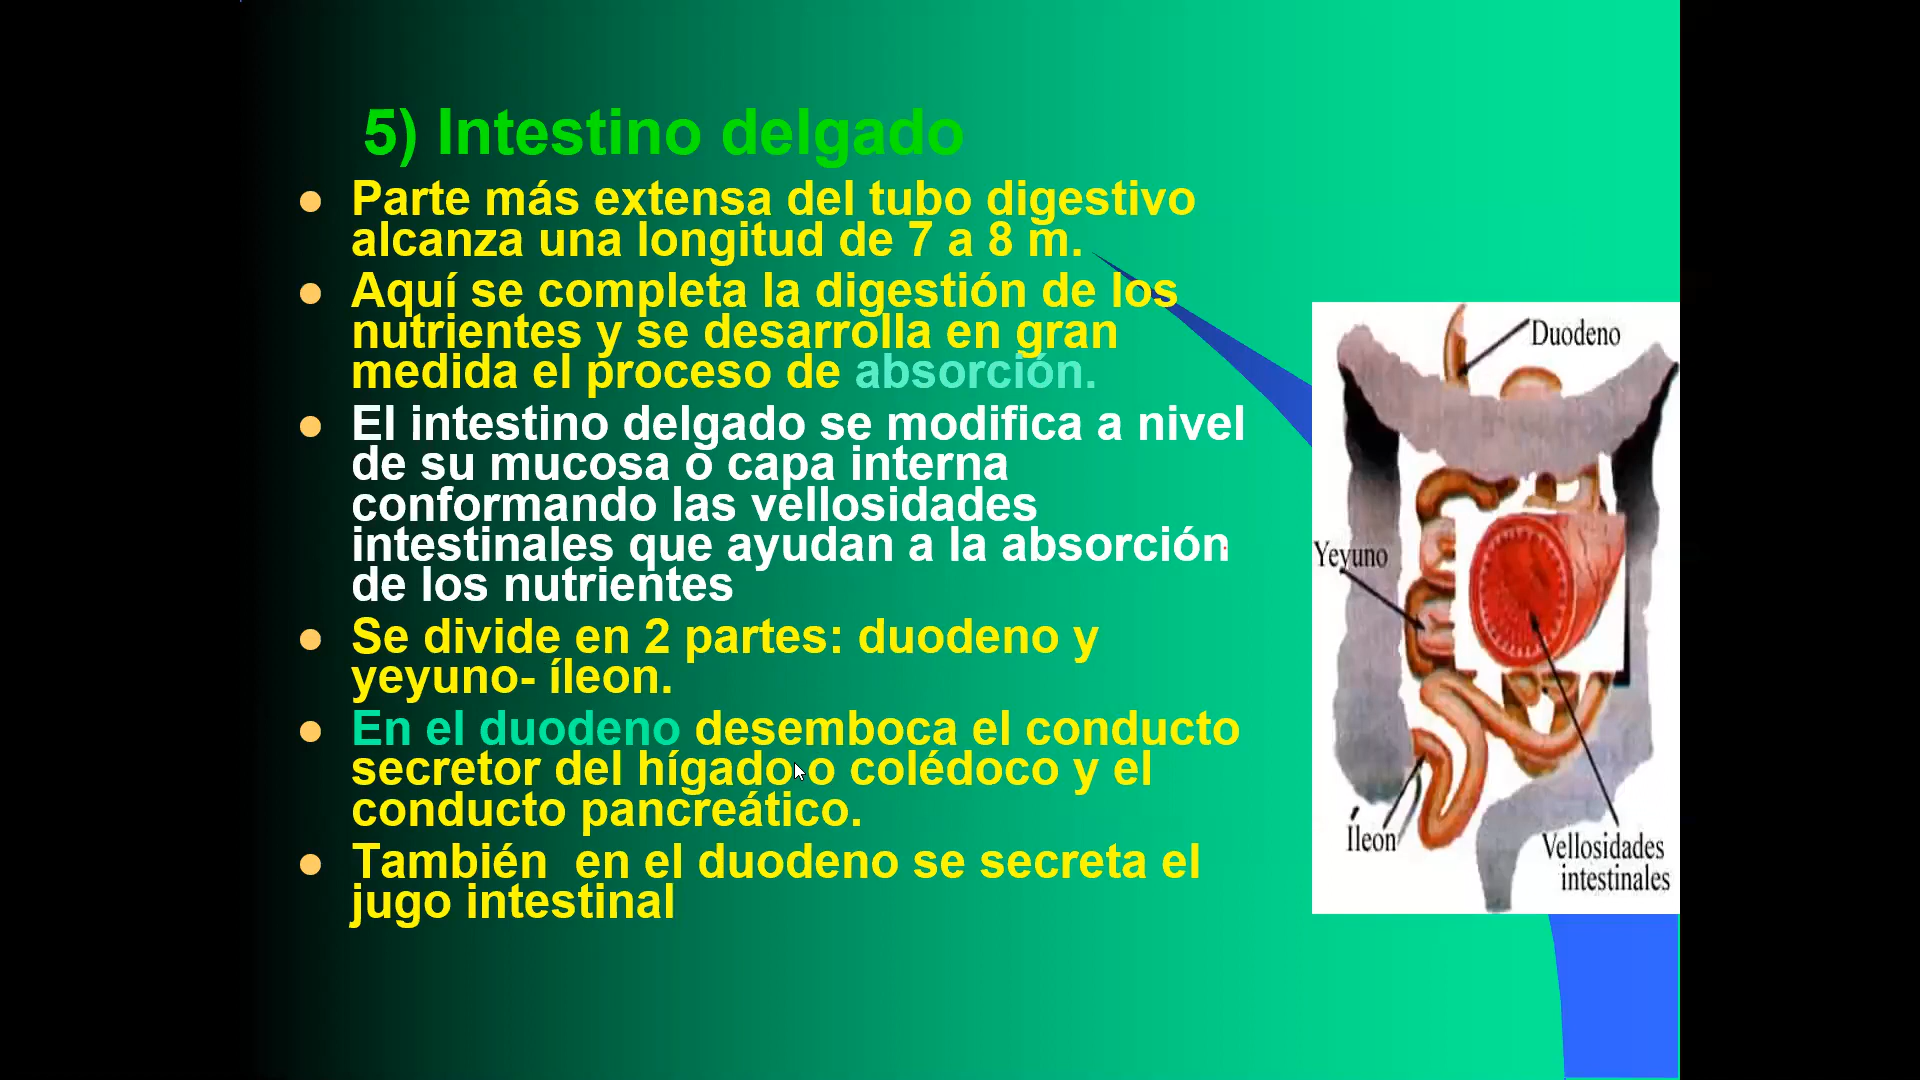 5) Intestino delgado
Parte más extensa del tubo digestivo
alcanza una longitud de 7 a 8 m.
Aquí se completa la digestión de los
nutrientes y se desarrolla en gran
medida el proceso de absorción.
El intestino delgado se modifica a nivel
de su mucosa o capa interna
conformando las vellosidades
intestinales que ayudan a la absorción
de los nutrientes
Se divide en 2 partes: duodeno y
yeyuno- íleon.
En el duodeno desemboca el conducto
secretor del hígado o colédoco y el
conducto pancreático.
También  en el duodeno se secreta el
jugo intestinal
Duodeno
Yeyuno
Íleon
Vellosidades
intestinales